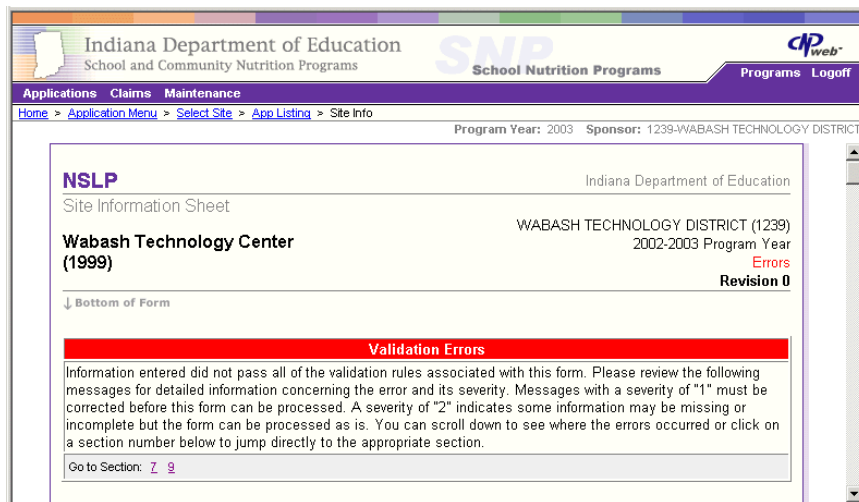 Indiana Department of Education
School and Community Nutrition Programs
SNP
School Nutrition Programs
CNPweb
Programs Logoff
Applications Claims Maintenance
Home > Application Menu > Select Site > App Listing > Site Info
Program Year: 2003 Sponsor: 1239-WABASH TECHNOLOGY DISTRICT
NSLP
Indiana Department of Education
Site Information Sheet
WABASH TECHNOLOGY DISTRICT (1239)
Wabash Technology Center
2002-2003 Program Year
(1999)
Errors
Revision 0
↓ Bottom of Form
Validation Errors
Information entered did not pass all of the validation rules associated with this form. Please review the following
messages for detailed information concerning the error and its severity. Messages with a severity of "1" must be
corrected before this form can be processed. A severity of "2" indicates some information may be missing or
incomplete but the form can be processed as is. You can scroll down to see where the errors occurred or click on
a section number below to jump directly to the appropriate section.
Go to Section: 7 9